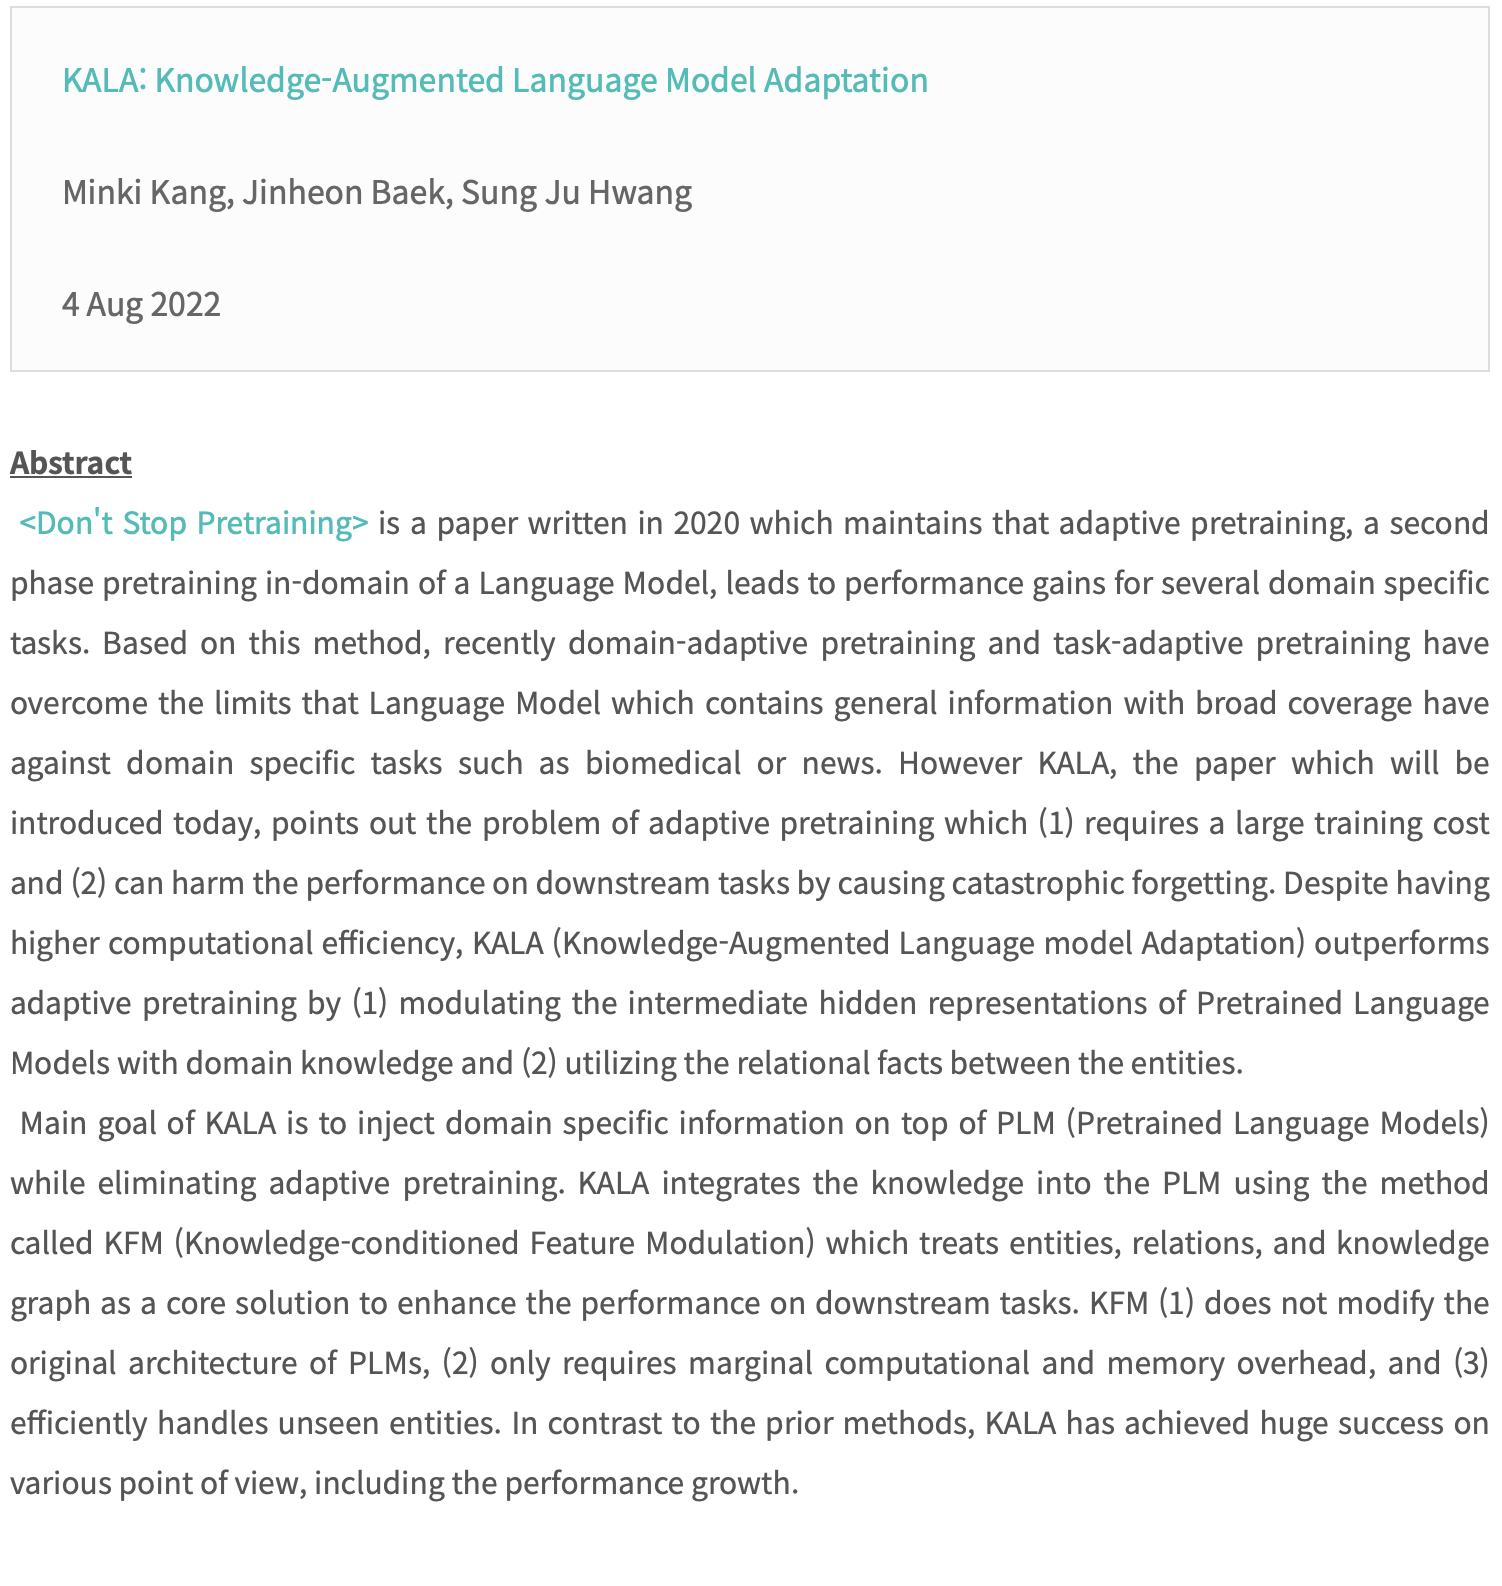 KALA: Knowledge-Augmented Language Model Adaptation
Minki Kang, Jinheon Baek, Sung Ju Hwang
4 Aug 2022
Abstract
<Don't Stop Pretraining> is a paper written in 2020 which maintains that adaptive pretraining, a second
phase pretraining in-domain of a Language Model, leads to performance gains for several domain specific
tasks. Based on this method, recently domain-adaptive pretraining and task-adaptive pretraining have
overcome the limits that Language Model which contains general information with broad coverage have
against domain specific tasks such as biomedical or news. However KALA, the paper which will be
introduced today, points out the problem of adaptive pretraining which (1) requires a large training cost
and (2) can harm the performance on downstream tasks by causing catastrophic forgetting. Despite having
higher computational efficiency, KALA (Knowledge-Augmented Language model Adaptation) outperforms
adaptive pretraining by (1) modulating the intermediate hidden representations of Pretrained Language
Models with domain knowledge and (2) utilizing the relational facts between the entities.
Main goal of KALA is to inject domain specific information on top of PLM (Pretrained Language Models)
while eliminating adaptive pretraining. KALA integrates the knowledge into the PLM using the method
called KFM (Knowledge-conditioned Feature Modulation) which treats entities, relations, and knowledge
graph as a core solution to enhance the performance on downstream tasks. KFM (1) does not modify the
original architecture of PLMs, (2) only requires marginal computational and memory overhead, and (3)
efficiently handles unseen entities. In contrast to the prior methods, KALA has achieved huge success on
various point of view, including the performance growth.